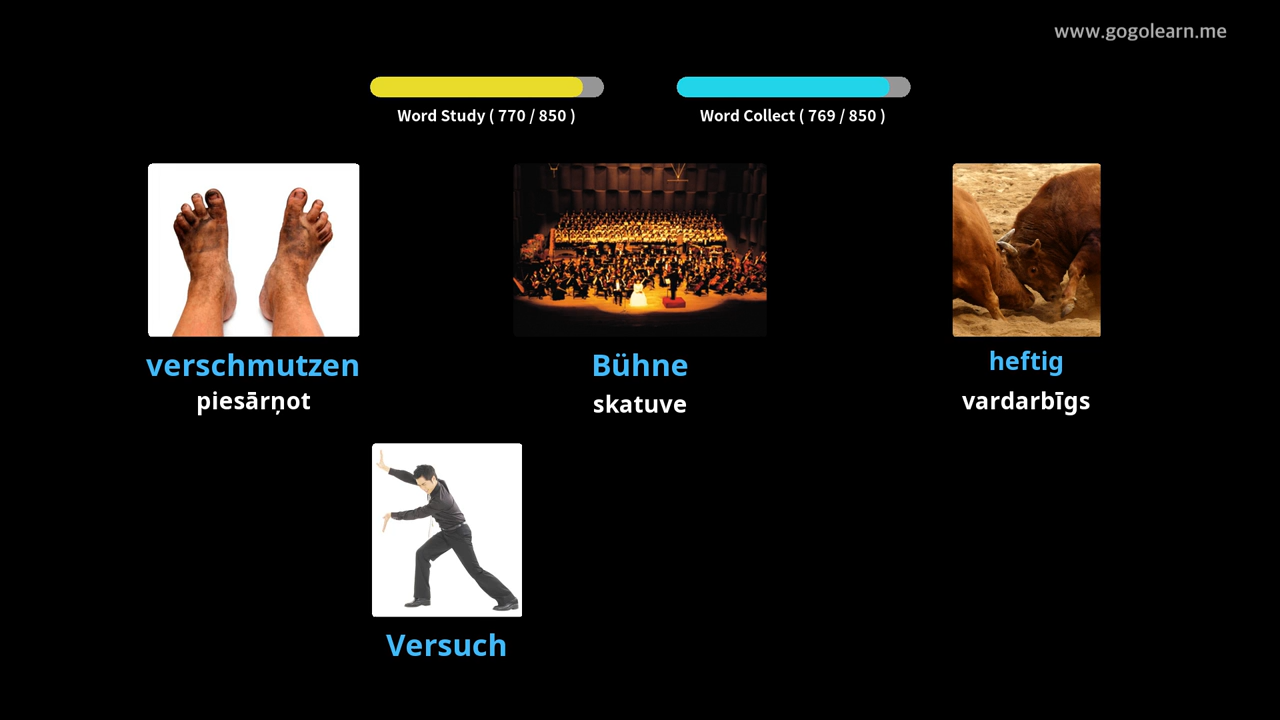 www.gogolearn.me
Word Study ( 770 / 850 )
Word Collect ( 769 / 850 )
verschmutzen
piesārņot
Bühne
skatuve
heftig
vardarbīgs
Versuch